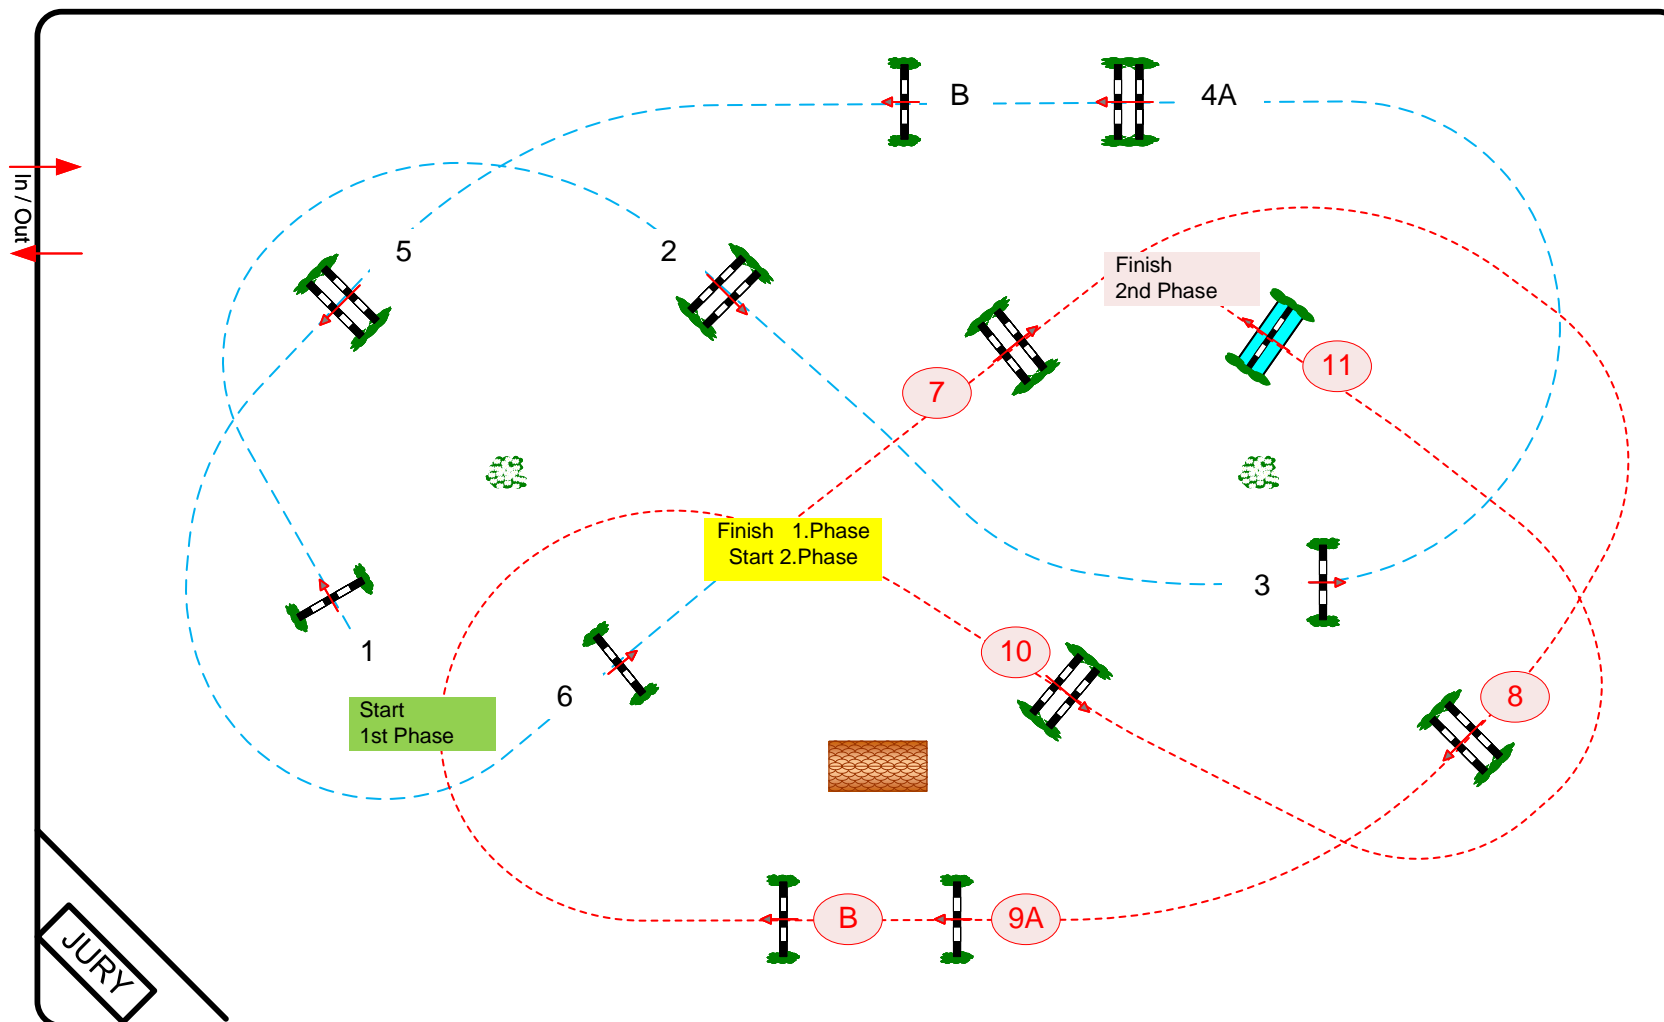 B
4A
In / Out
5
2
Finish
2nd Phase
7
11
Finish 1.Phase
Start 2.Phase
3
1
10
6
8
Start
1st Phase
B
9A
JURY